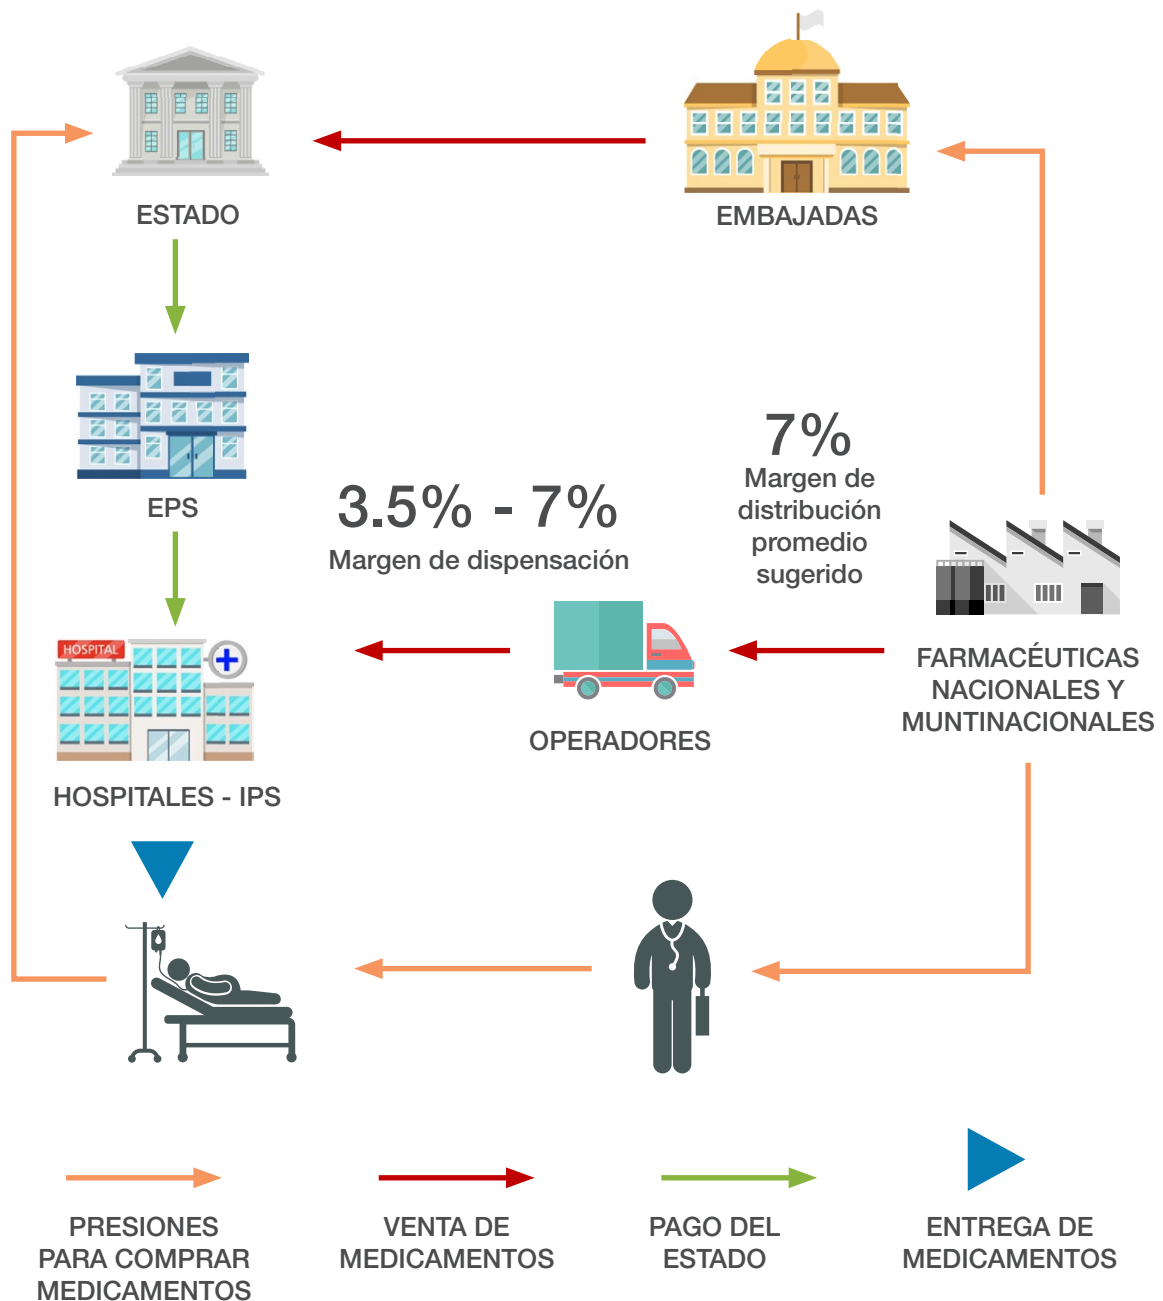 ESTADO
EMBAJADAS
EPS
3.5% - 7%
Margen de dispensación
7%
Margen de
distribución
promedio
sugerido
HOSPITAL
HOSPITALES - IPS
OPERADORES
FARMACÉUTICAS
NACIONALES Y
MUNTINACIONALES
PRESIONES
PARA COMPRAR
MEDICAMENTOS
VENTA DE
MEDICAMENTOS
PAGO DEL
ESTADO
ENTREGA DE
MEDICAMENTOS